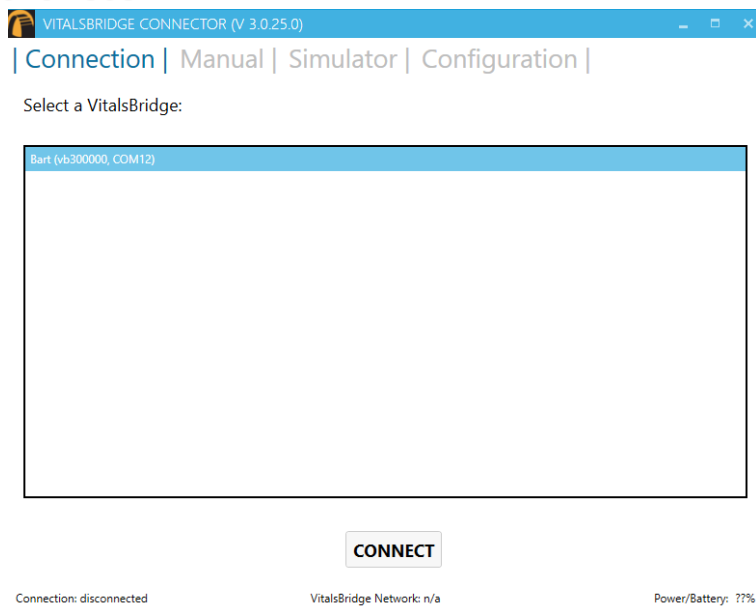 VITALSBRIDGE CONNECTOR (V 3.0.25.0)
| Connection | Manual | Simulator | Configuration |
Select a VitalsBridge:
Bart (vb300000, COM12)
CONNECT
Connection: disconnected VitalsBridge Network: n/a Power/Battery: ??%